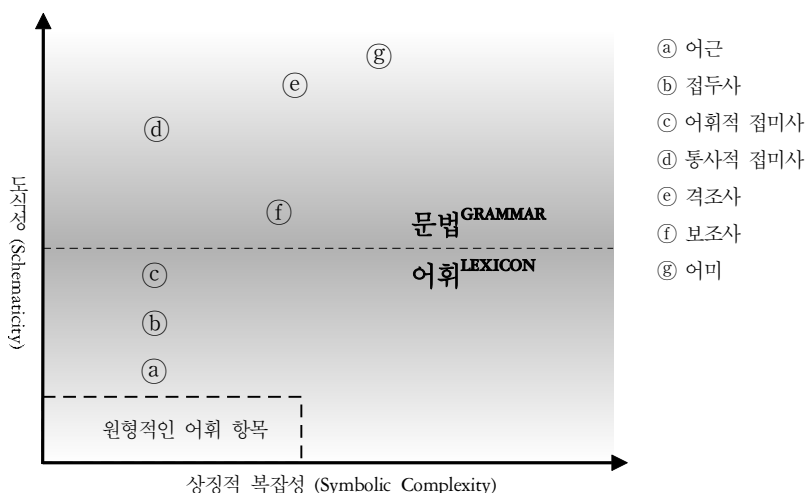 ⓖ
ⓔ
ⓓ
ⓕ
문법GRAMMAR
어휘LEXICON
ⓒ
ⓑ
ⓐ
원형적인 어휘 항목
도식성 (Schematicity)
상징적 복잡성 (Symbolic Complexity)
ⓐ 어근
ⓑ 접두사
ⓒ 어휘적 접미사
ⓓ 통사적 접미사
ⓔ 격조사
ⓕ 보조사
ⓖ 어미